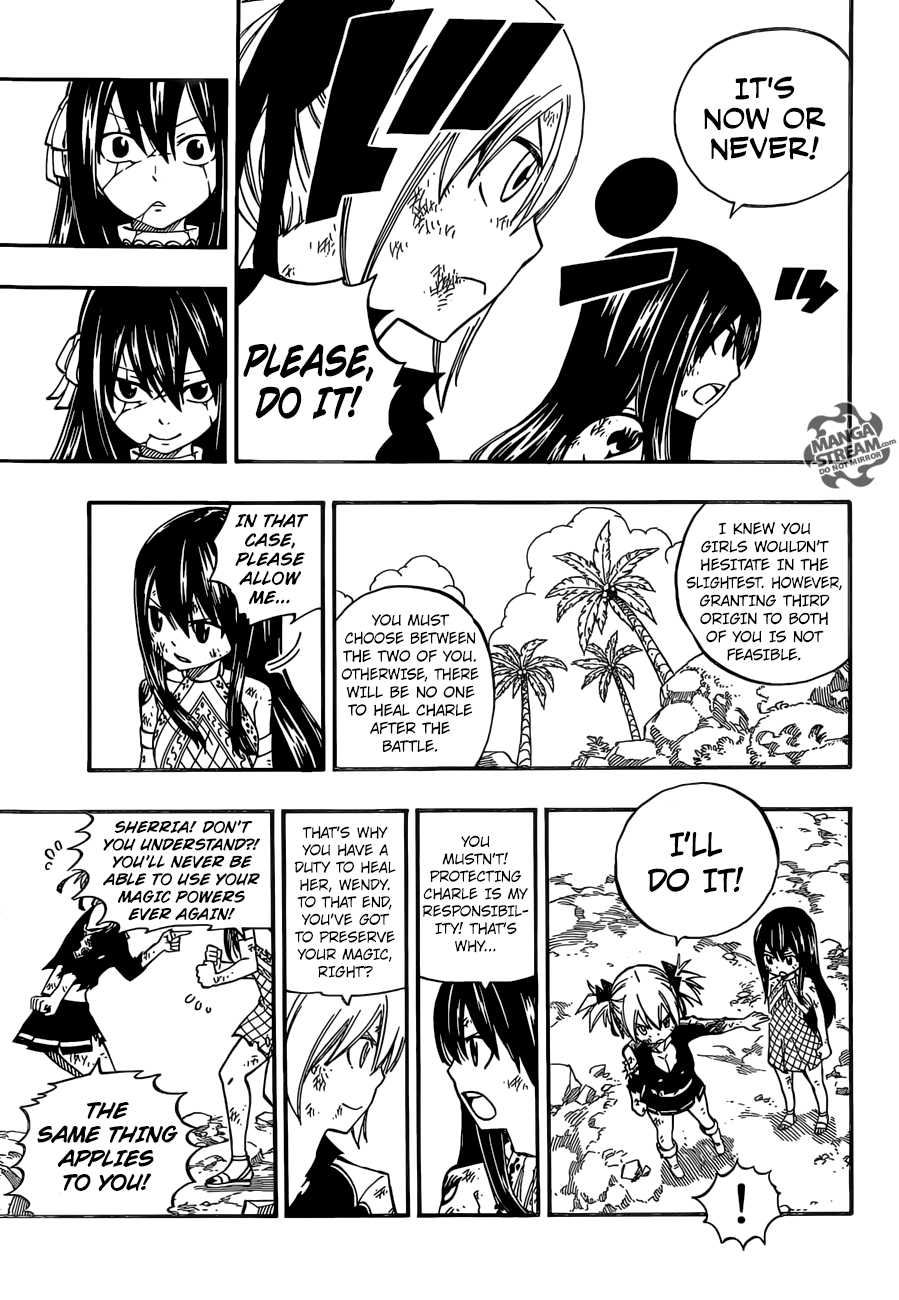 IT'S
NOW OR
NEVER!
PLEASE,
DO IT!
MANGA
STREAM.com
DO NOT MIRROR
I KNEW YOU
GIRLS WOULDN'T
HESITATE IN THE
SLIGHTEST. HOWEVER,
GRANTING THIRD
ORIGIN TO BOTH
OF YOU IS NOT
FEASIBLE.
YOU MUST
CHOOSE BETWEEN
THE TWO OF YOU.
OTHERWISE, THERE
WILL BE NO ONE
TO HEAL CHARLE
AFTER THE
BATTLE.
IN THAT
CASE,
PLEASE
ALLOW
ME...
I'LL
DO IT!
!
YOU
MUSTN'T!
PROTECTING
CHARLE IS MY
RESPONSIBIL-
ITY! THAT'S
WHY...
THAT'S WHY
YOU HAVE A
DUTY TO HEAL
HER, WENDY.
TO THAT END,
YOU'VE GOT
TO PRESERVE
YOUR MAGIC,
RIGHT?
SHERRIA! DON'T
YOU UNDERSTAND?!
YOU'LL NEVER BE
ABLE TO USE YOUR
MAGIC POWERS
EVER AGAIN!
THE
SAME THING
APPLIES
TO YOU!